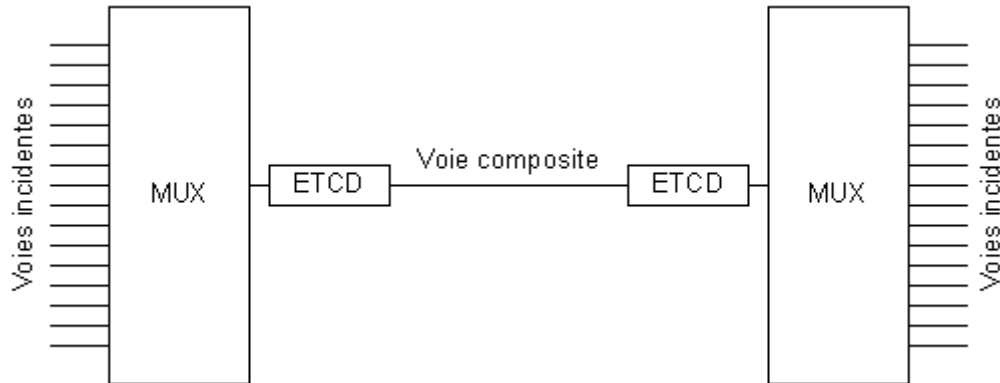 Voies incidentes
MUX
ETCD
Voie composite
ETCD
MUX
Voies incidentes